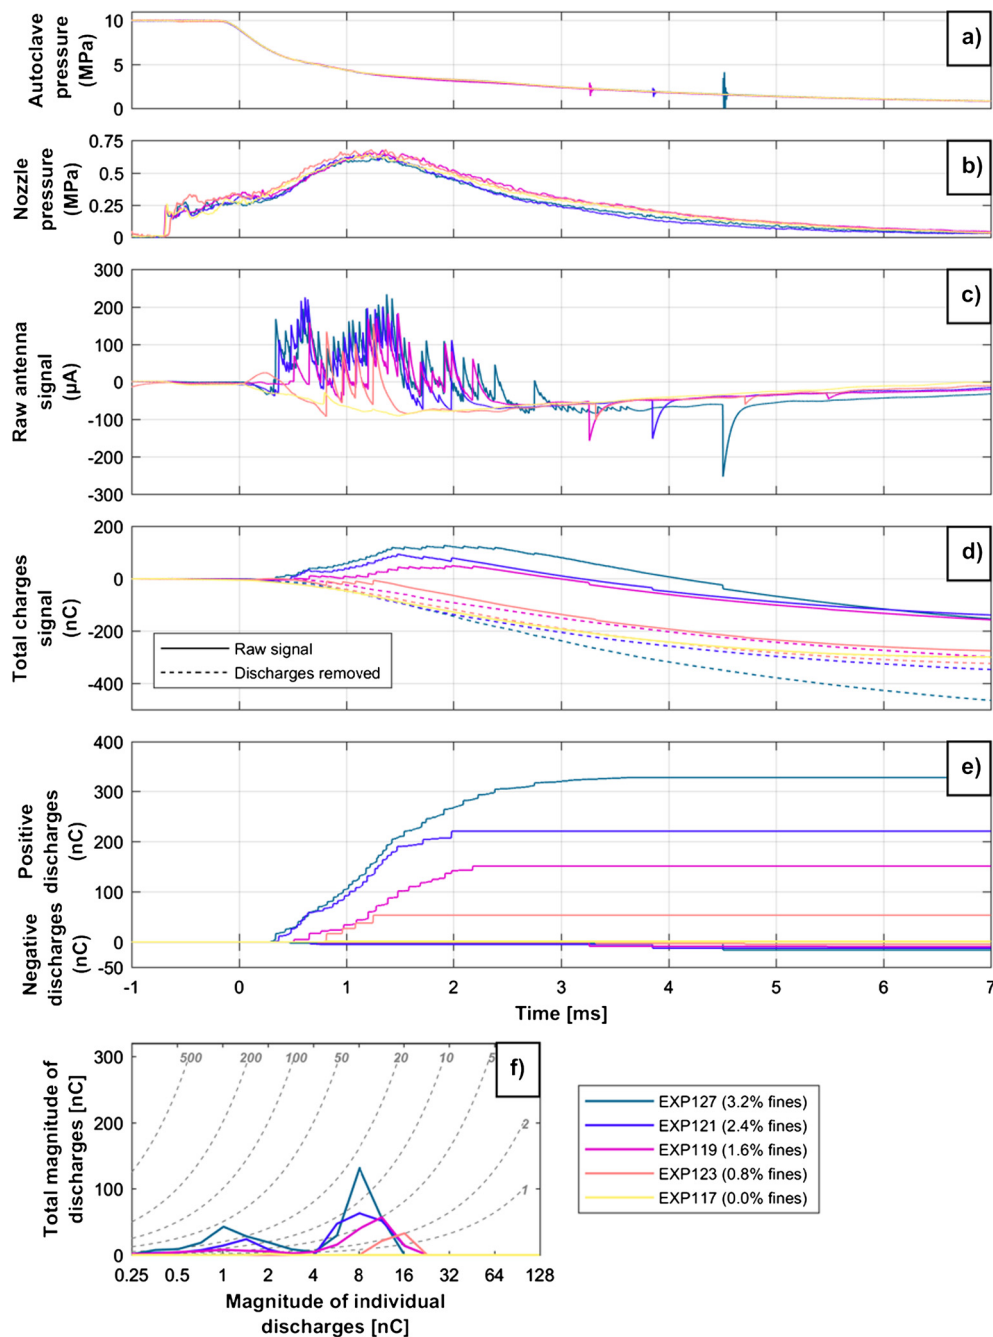 a)
Autoclave
pressure
(MPa)
10
5
0
b)
Nozzle
pressure
(MPa)
0.75
0.5
0.25
0
c)
Raw antenna
signal
(µA)
300
200
100
0
-100
-200
-300
d)
Total charges
signal
(nC)
200
0
-200
-400
Raw signal
Discharges removed
e)
Positive
discharges
(nC)
Negative
discharges
(nC)
400
300
200
100
0
-50
-1 0 1 2 3 4 5 6 7
Time [ms]
f)
Total magnitude of
discharges [nC]
300
200
100
0
500 200 100 50 20 10 5
2
1
0.25 0.5 1 2 4 8 16 32 64 128
Magnitude of individual
discharges [nC]
EXP127 (3.2% fines)
EXP121 (2.4% fines)
EXP119 (1.6% fines)
EXP123 (0.8% fines)
EXP117 (0.0% fines)